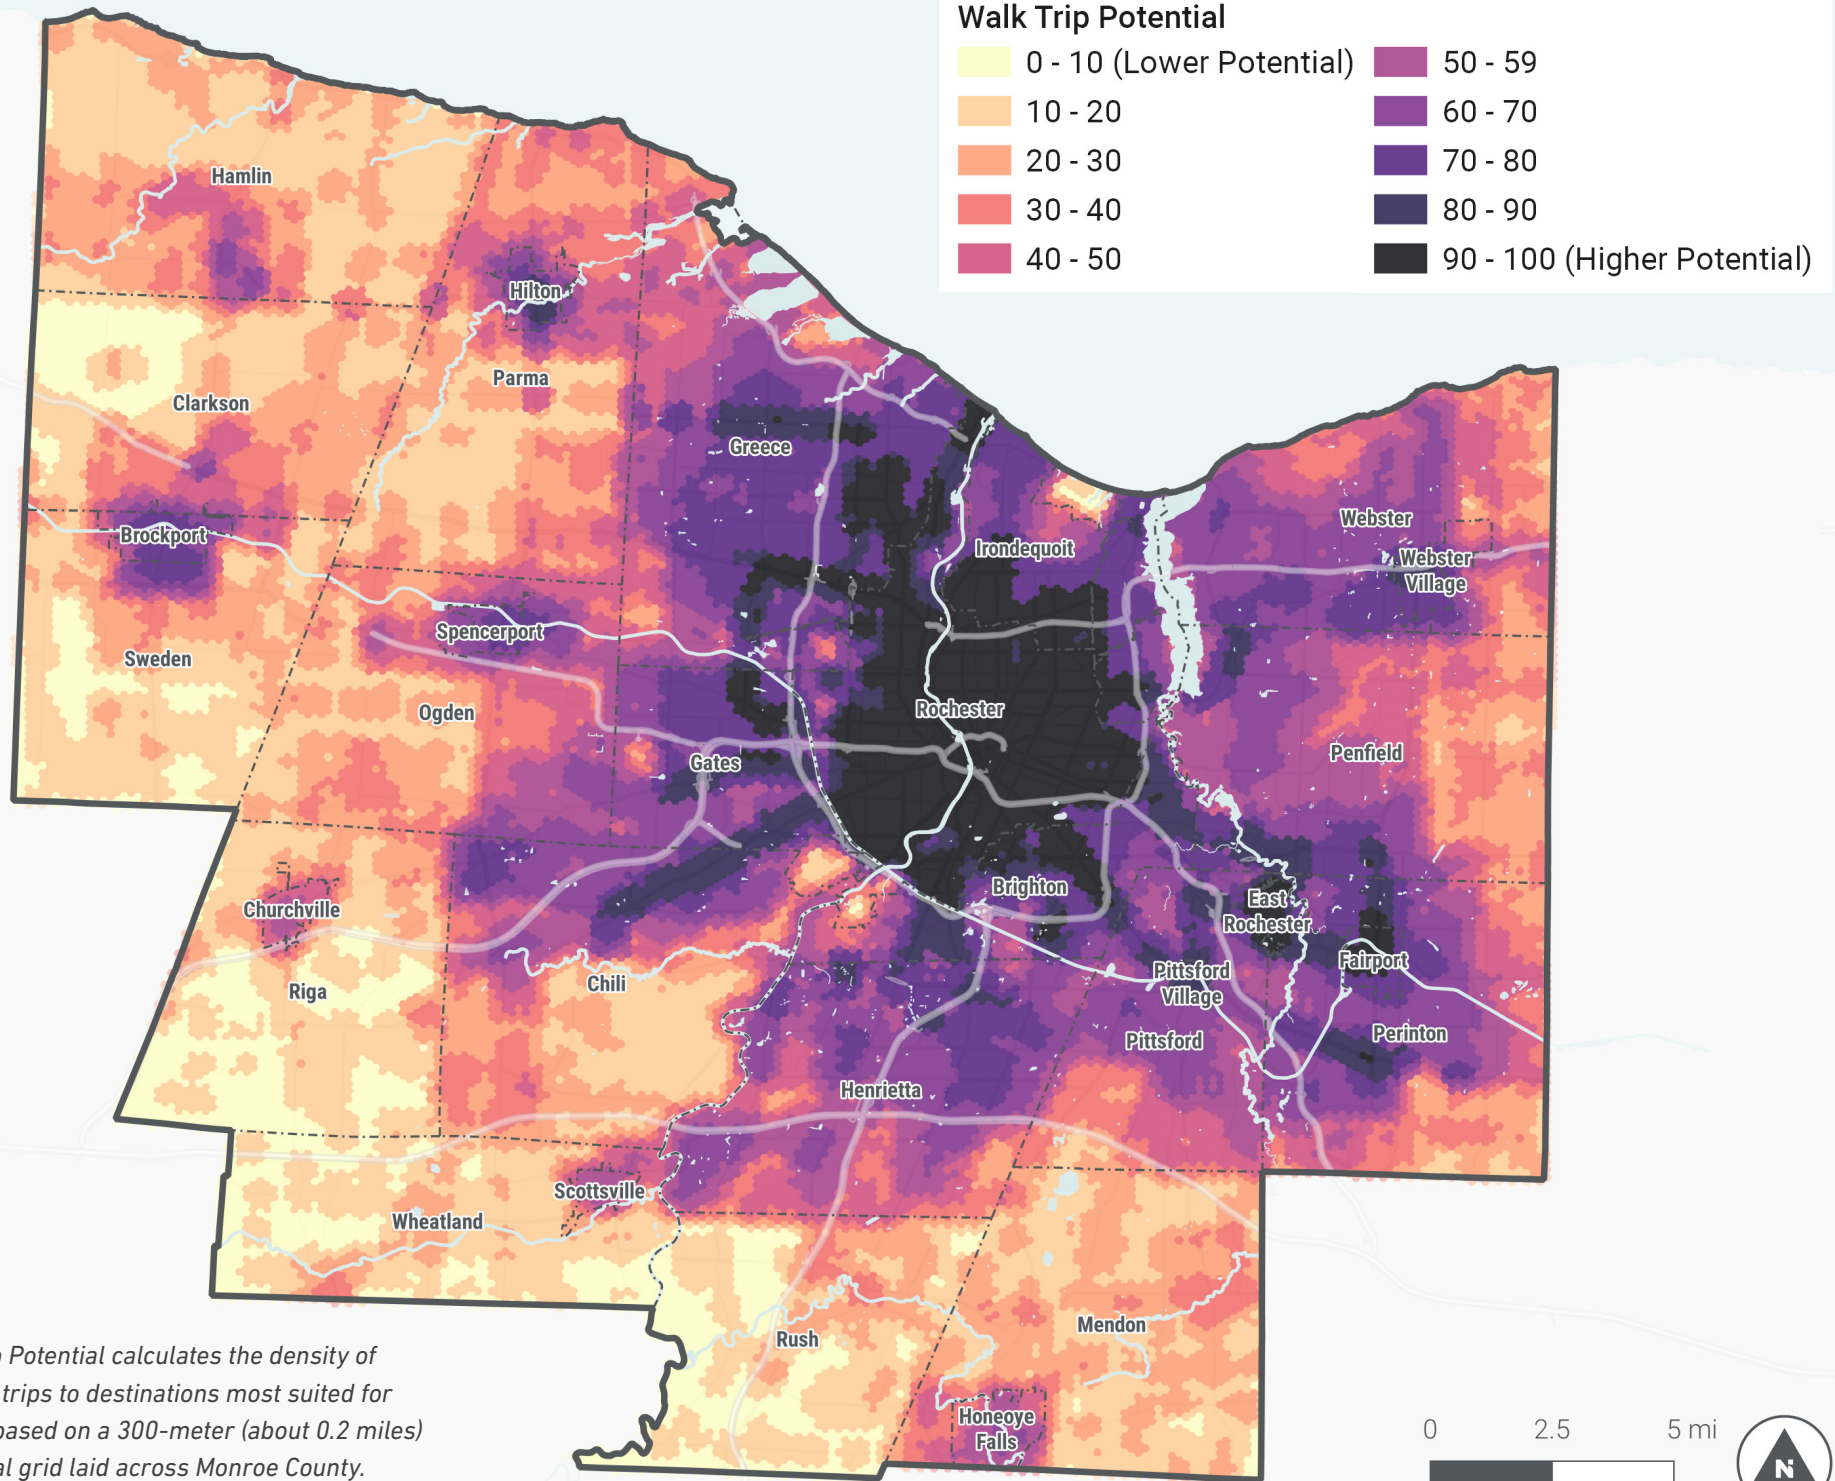 Walk Trip Potential
0 - 10 (Lower Potential)
10 - 20
20 - 30
30 - 40
40 - 50
50 - 59
60 - 70
70 - 80
80 - 90
90 - 100 (Higher Potential)
Hamlin
Hilton
Parma
Clarkson
Greece
Brockport
Irondequoit
Webster
Webster
Village
Spencerport
Sweden
Ogden
Rochester
Gates
Penfield
Churchville
Brighton
East
Rochester
Riga
Chili
Pittsford
Village
Fairport
Pittsford
Perinton
Henrietta
Scottsville
Wheatland
Rush
Mendon
Honeoye
Falls
Potential calculates the density of
trips to destinations most suited for
based on a 300-meter (about 0.2 miles)
grid laid across Monroe County.
0 2.5 5 mi
N